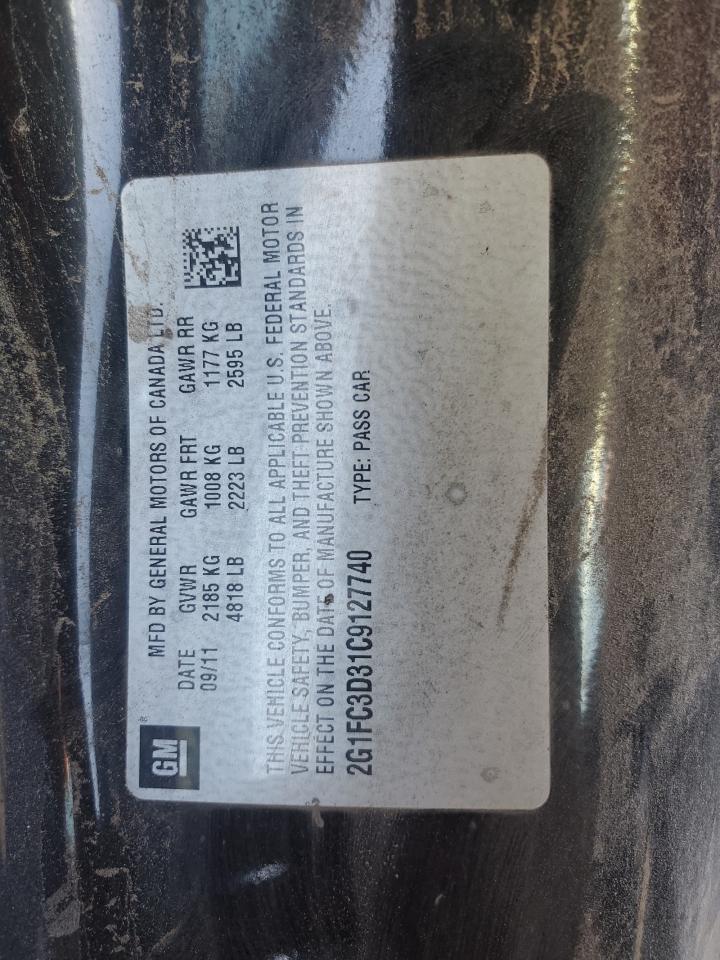 GM®
MFD BY GENERAL MOTORS OF CANADA LTD.
DATE GVWR GAWR FRT GAWR RR
09/11 2185 KG 1008 KG 1177 KG
4818 LB 2223 LB 2595 LB
THIS VEHICLE CONFORMS TO ALL APPLICABLE U.S. FEDERAL MOTOR
VEHICLE SAFETY, BUMPER, AND THEFT PREVENTION STANDARDS IN
EFFECT ON THE DATE OF MANUFACTURE SHOWN ABOVE.
2G1FC3D31C9127740 TYPE: PASS CAR